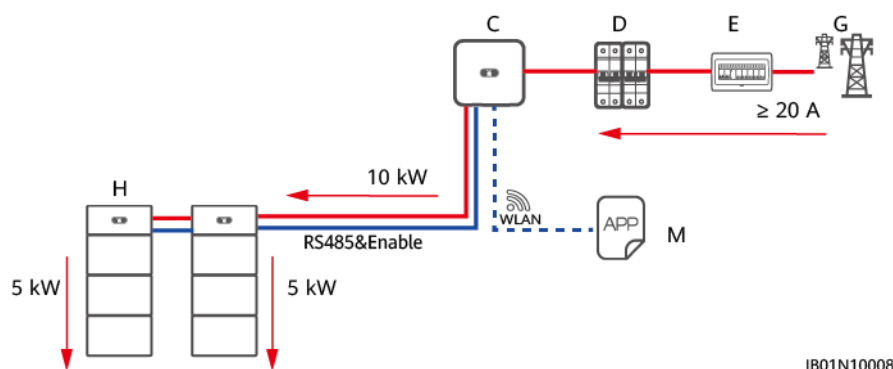 C
D
E
G
≥ 20 A
H
10 kW
WLAN
APP
M
RS485&Enable
5 kW
5 kW
IB01N10008